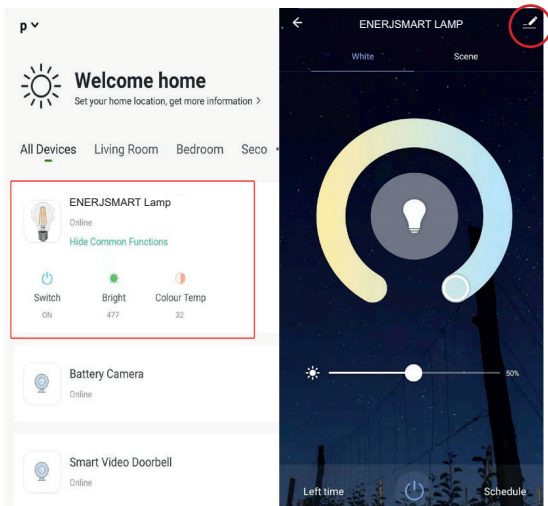 p
Welcome home
Set your home location, get more information >
All Devices Living Room Bedroom Seco
ENERJSMART Lamp
Online
Hide Common Functions
Switch Bright Colour Temp
ON 477 32
Battery Camera
Online
Smart Video Doorbell
Online
ENERJSMART LAMP
White Scene
50%
Left time Schedule